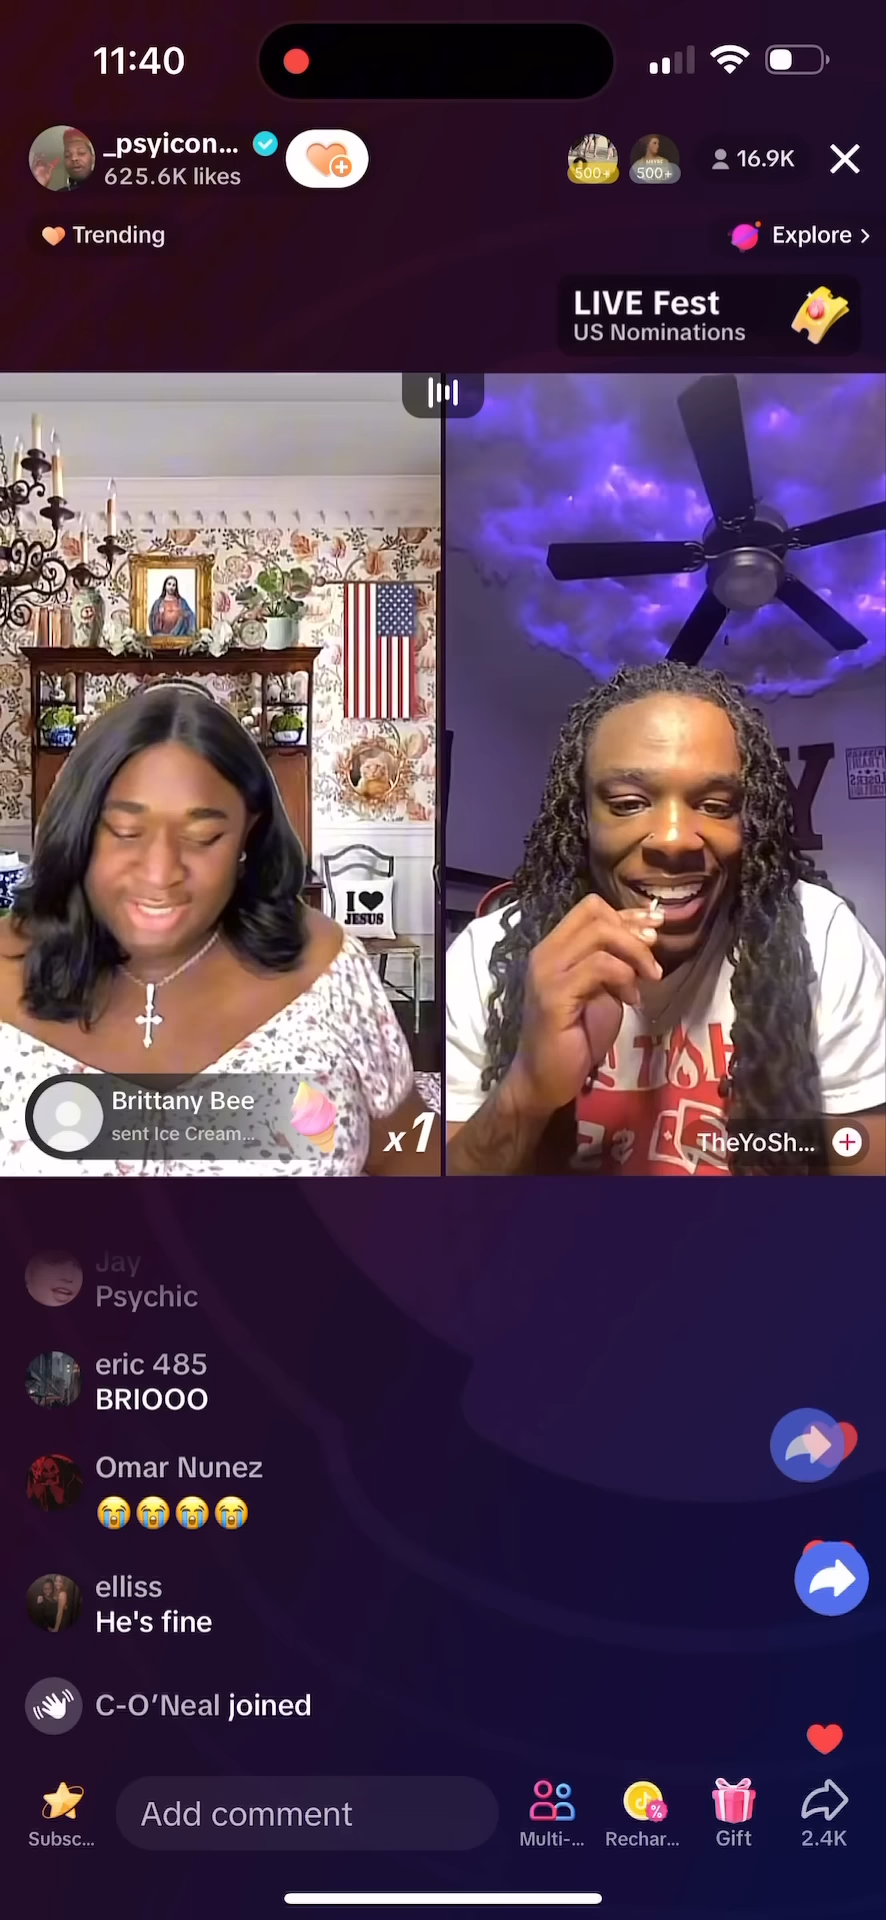 11:40
_psyicon...
625.6K likes
500+
500+
16.9K
Trending
Explore >
LIVE Fest
US Nominations
I ♥
JESUS
Brittany Bee
sent Ice Cream...
x1
TheYoSh...
Jay
Psychic
eric 485
BRIOOO
Omar Nunez
😭😭😭😭
elliss
He's fine
C-O’Neal joined
Subsc...
Add comment
Multi-...
Rechar...
Gift
2.4K